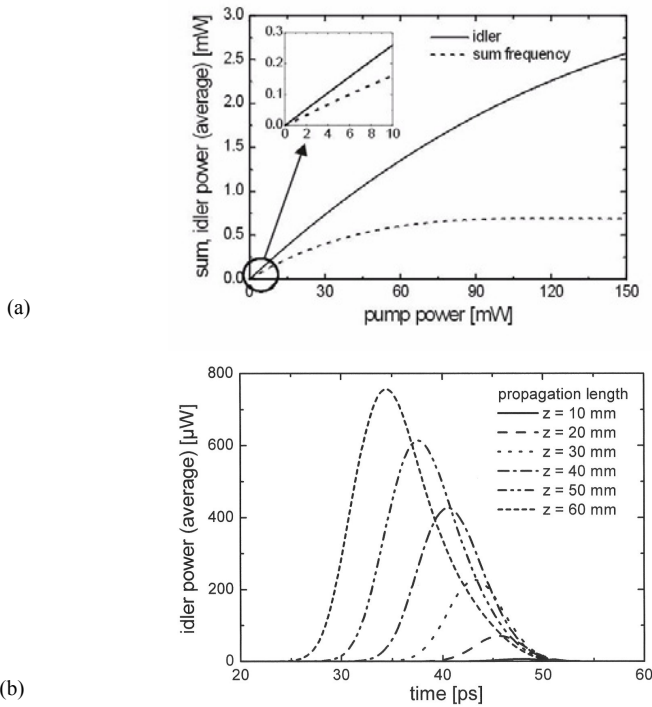 3.0
2.5
2.0
1.5
1.0
0.5
0.0
sum, idler power (average) [mW]
idler
sum frequency
0.3
0.2
0.1
0.0
0 2 4 6 8 10
0 30 60 90 120 150
pump power [mW]
(a)
800
600
400
200
0
idler power (average) [µW]
propagation length
z = 10 mm
z = 20 mm
z = 30 mm
z = 40 mm
z = 50 mm
z = 60 mm
20 30 40 50 60
time [ps]
(b)